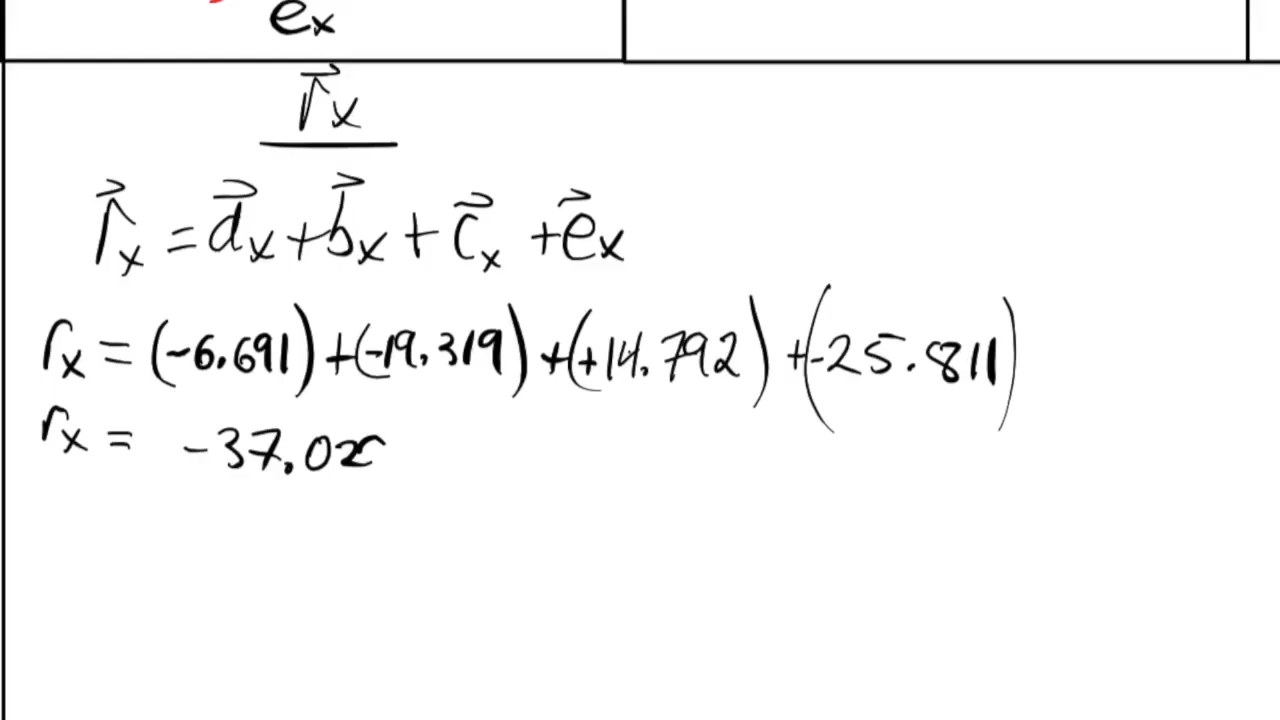 eₓ
r⃗ₓ
r⃗ₓ = d⃗ₓ + b⃗ₓ + c⃗ₓ + e⃗ₓ
rₓ = (-6.691) + (-19.319) + (+14.792) + (-25.811)
rₓ = -37.02